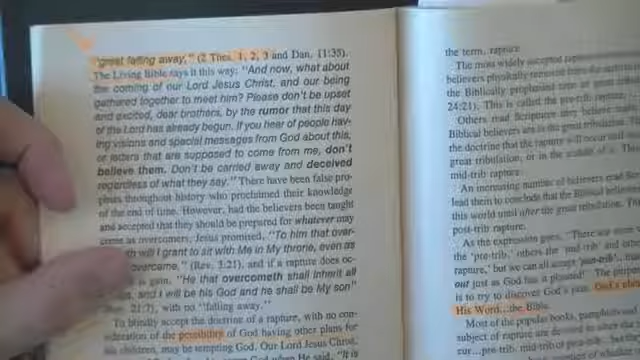 "great falling away," (2 Thes. 1, 2, 3 and Dan. 11:35).
The Living Bible says it this way: "And now, what about
the coming of our Lord Jesus Christ, and our being
gathered together to meet him? Please don't be upset
and excited, dear brothers, by the rumor that this day
of the Lord has already begun. If you hear of people hav-
ing visions and special messages from God about this,
or letters that are supposed to come from me, don't
believe them. Don't be carried away and deceived
regardless of what they say." There have been false pro-
phets throughout history who proclaimed their knowledge
of the end of time. However, had the believers been taught
and accepted that they should be prepared for whatever may
come as overcomers, Jesus promised, "To him that over-
will I grant to sit with Me in My throne, even as
overcame," (Rev. 3:21), and if a rapture does oc-
is gain. "He that overcometh shall inherit all
and I will be his God and he shall be My son"
21:7), with no "falling away."
To blindly accept the doctrine of a rapture, with no con-
sideration of the possibility of God having other plans for
his children, may be tempting God. Our Lord Jesus Christ,
when He said, "It is
the term, rapture
The most widely accepted
believers physically removed from the
the Biblically prophesied
24:21). This is called the pre-trib rapture.
Others read Scripture
Biblical believers are in the great tribulation.
the doctrine that the rapture will occur
great tribulation, or in the middle of
mid-trib rapture.
An increasing number of believers read
lead them to conclude that the Biblical
this world until after the great tribulation.
post-trib rapture.
As the expression goes, "There are
the 'pre-trib,' others the 'mid-trib' and
rapture,' but we can all accept 'pan-trib'
out just as God has it planned! The
is to try to discover God's plan. God's
His Word...the Bible.
Most of the popular books, pamphlets
subject of rapture are devoted to
pre-trib, mid-trib or post-trib